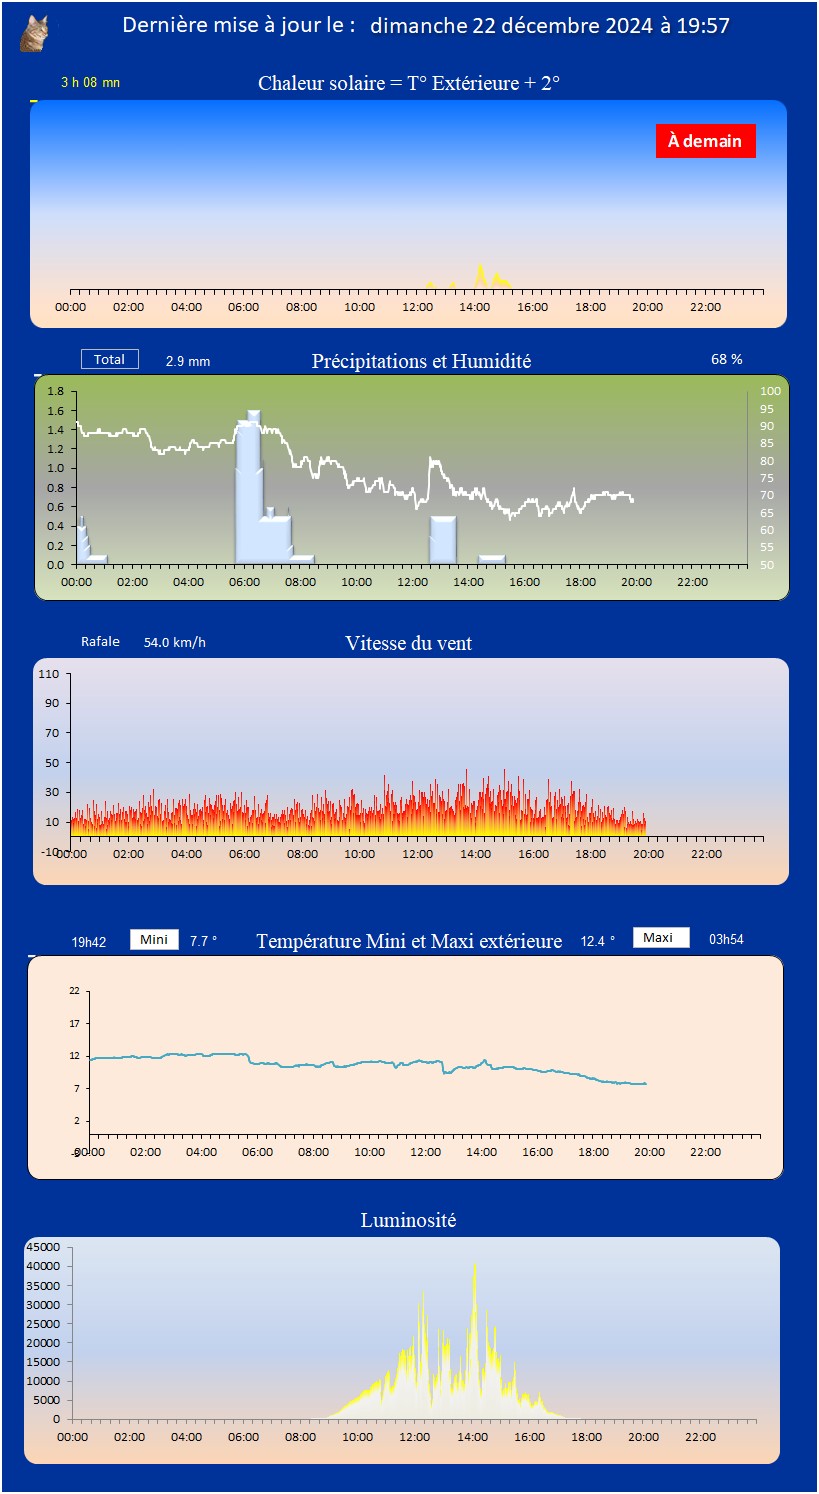 Dernière mise à jour le : dimanche 22 décembre 2024 à 19:57
3 h 08 mn Chaleur solaire = T° Extérieure + 2°
À demain
00:00 02:00 04:00 06:00 08:00 10:00 12:00 14:00 16:00 18:00 20:00 22:00
Total 2.9 mm Précipitations et Humidité 68 %
1.8 100
1.6 95
1.4 90
1.2 85
1.0 80
0.8 75
0.6 70
0.4 65
0.2 60
0.0 55
50
00:00 02:00 04:00 06:00 08:00 10:00 12:00 14:00 16:00 18:00 20:00 22:00
Rafale 54.0 km/h Vitesse du vent
110
90
70
50
30
10
-10
00:00 02:00 04:00 06:00 08:00 10:00 12:00 14:00 16:00 18:00 20:00 22:00
19h42 Mini 7.7 ° Température Mini et Maxi extérieure 12.4 ° Maxi 03h54
22
17
12
7
2
-3
00:00 02:00 04:00 06:00 08:00 10:00 12:00 14:00 16:00 18:00 20:00 22:00
Luminosité
45000
40000
35000
30000
25000
20000
15000
10000
5000
0
00:00 02:00 04:00 06:00 08:00 10:00 12:00 14:00 16:00 18:00 20:00 22:00